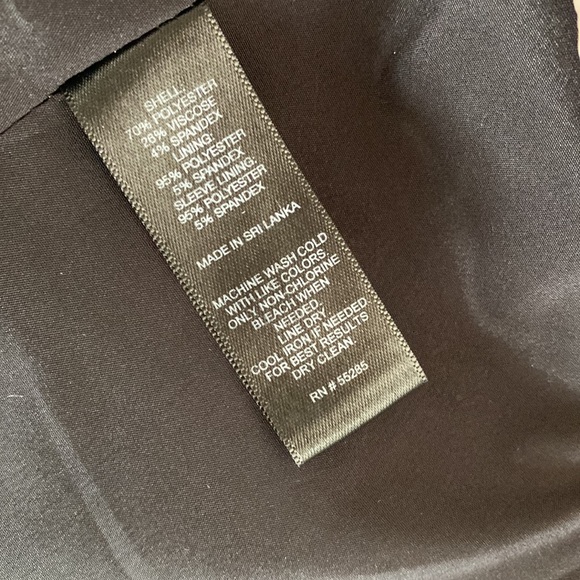 SHELL:
70% POLYESTER
26% VISCOSE
4% SPANDEX
LINING:
95% POLYESTER
5% SPANDEX
SLEEVE LINING:
95% POLYESTER
5% SPANDEX
MADE IN SRI LANKA
MACHINE WASH COLD
WITH LIKE COLORS.
ONLY NON-CHLORINE
BLEACH WHEN
NEEDED.
LINE DRY
COOL IRON IF NEEDED
FOR BEST RESULTS
DRY CLEAN.
RN # 55285